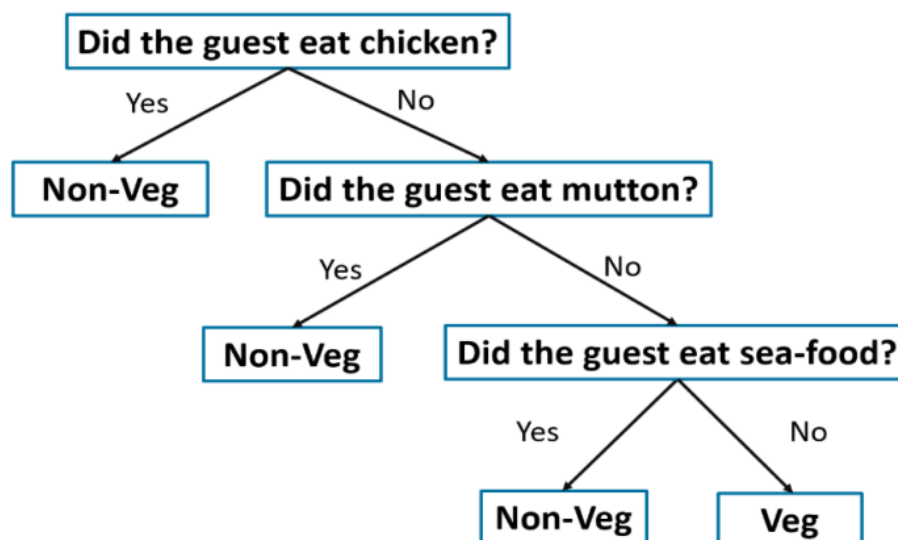 Did the guest eat chicken?
Yes
No
Non-Veg
Did the guest eat mutton?
Yes
No
Non-Veg
Did the guest eat sea-food?
Yes
No
Non-Veg
Veg